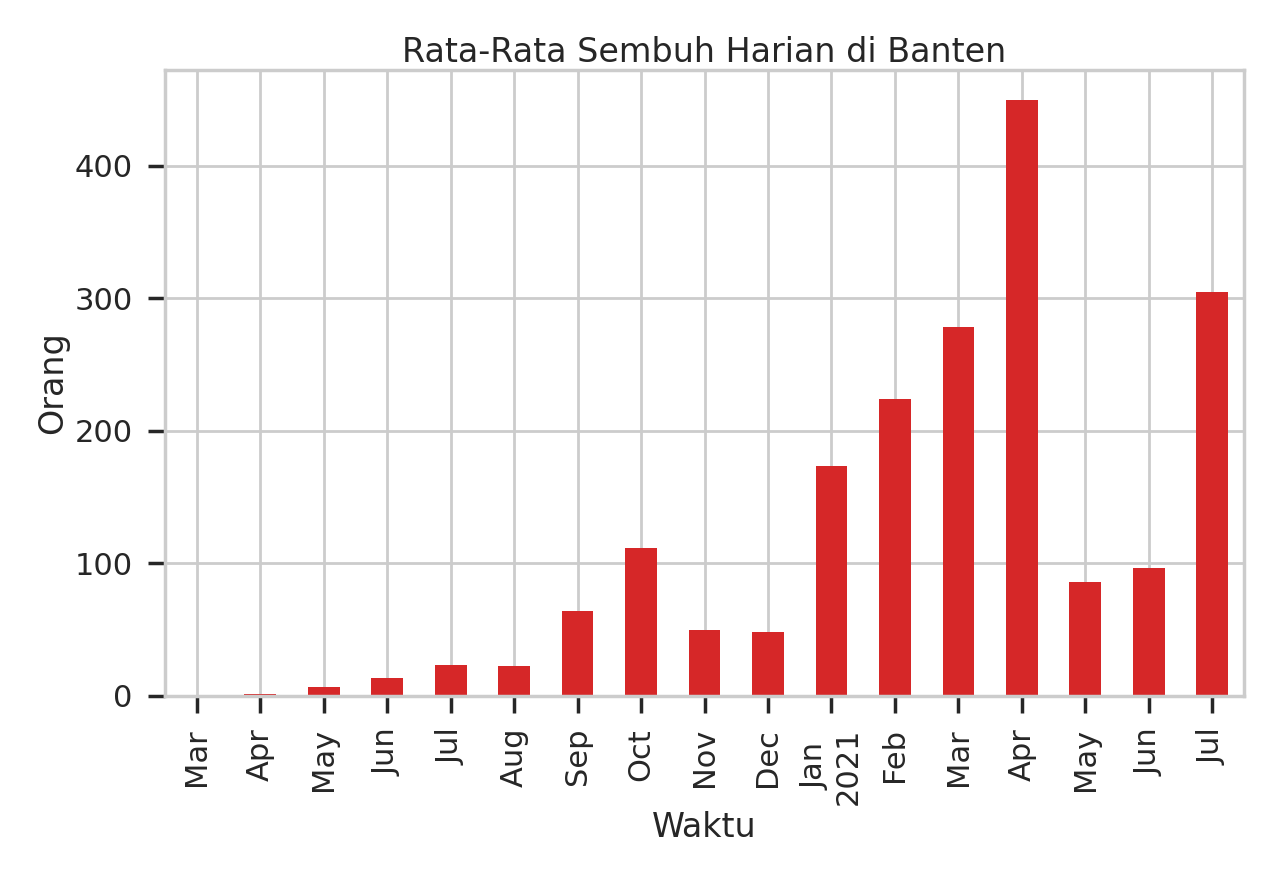 Rata-Rata Sembuh Harian di Banten
Orang
400
300
200
100
0
Mar
Apr
May
Jun
Jul
Aug
Sep
Oct
Nov
Dec
Jan
2021
Feb
Mar
Apr
May
Jun
Jul
Waktu